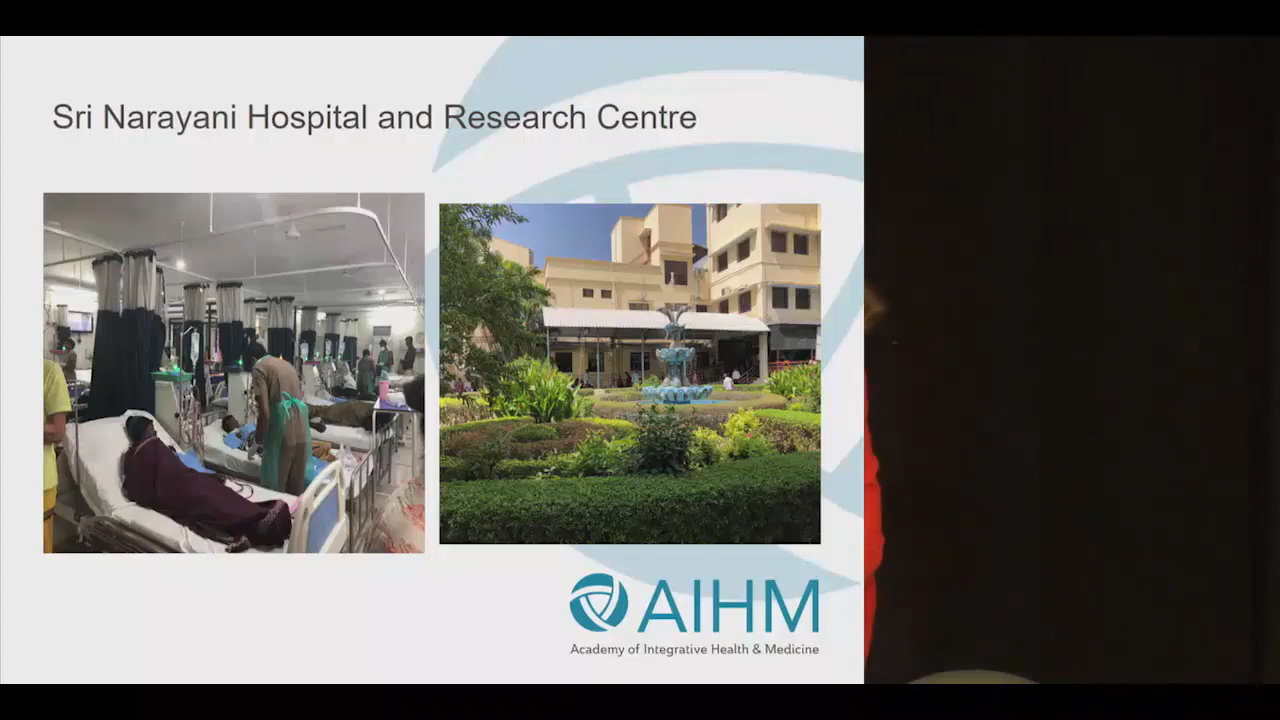 Sri Narayani Hospital and Research Centre
AIHM
Academy of Integrative Health & Medicine